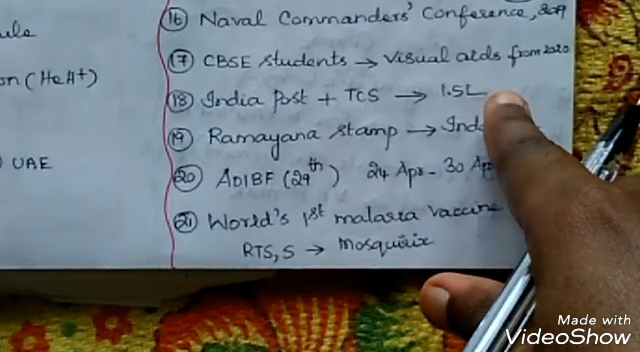 ule
on (HeH+)
UAE
16 Naval Commanders' Conference, 2019
17 CBSE students → Visual aids from 2020
18 India Post + TCS → 1.5L
19 Ramayana stamp →
20 ADIBF (29th) 24 Apr - 30 Ap
21 World's 1st malaria vaccine
RTS,S → Mosquirix
Made with
VideoShow